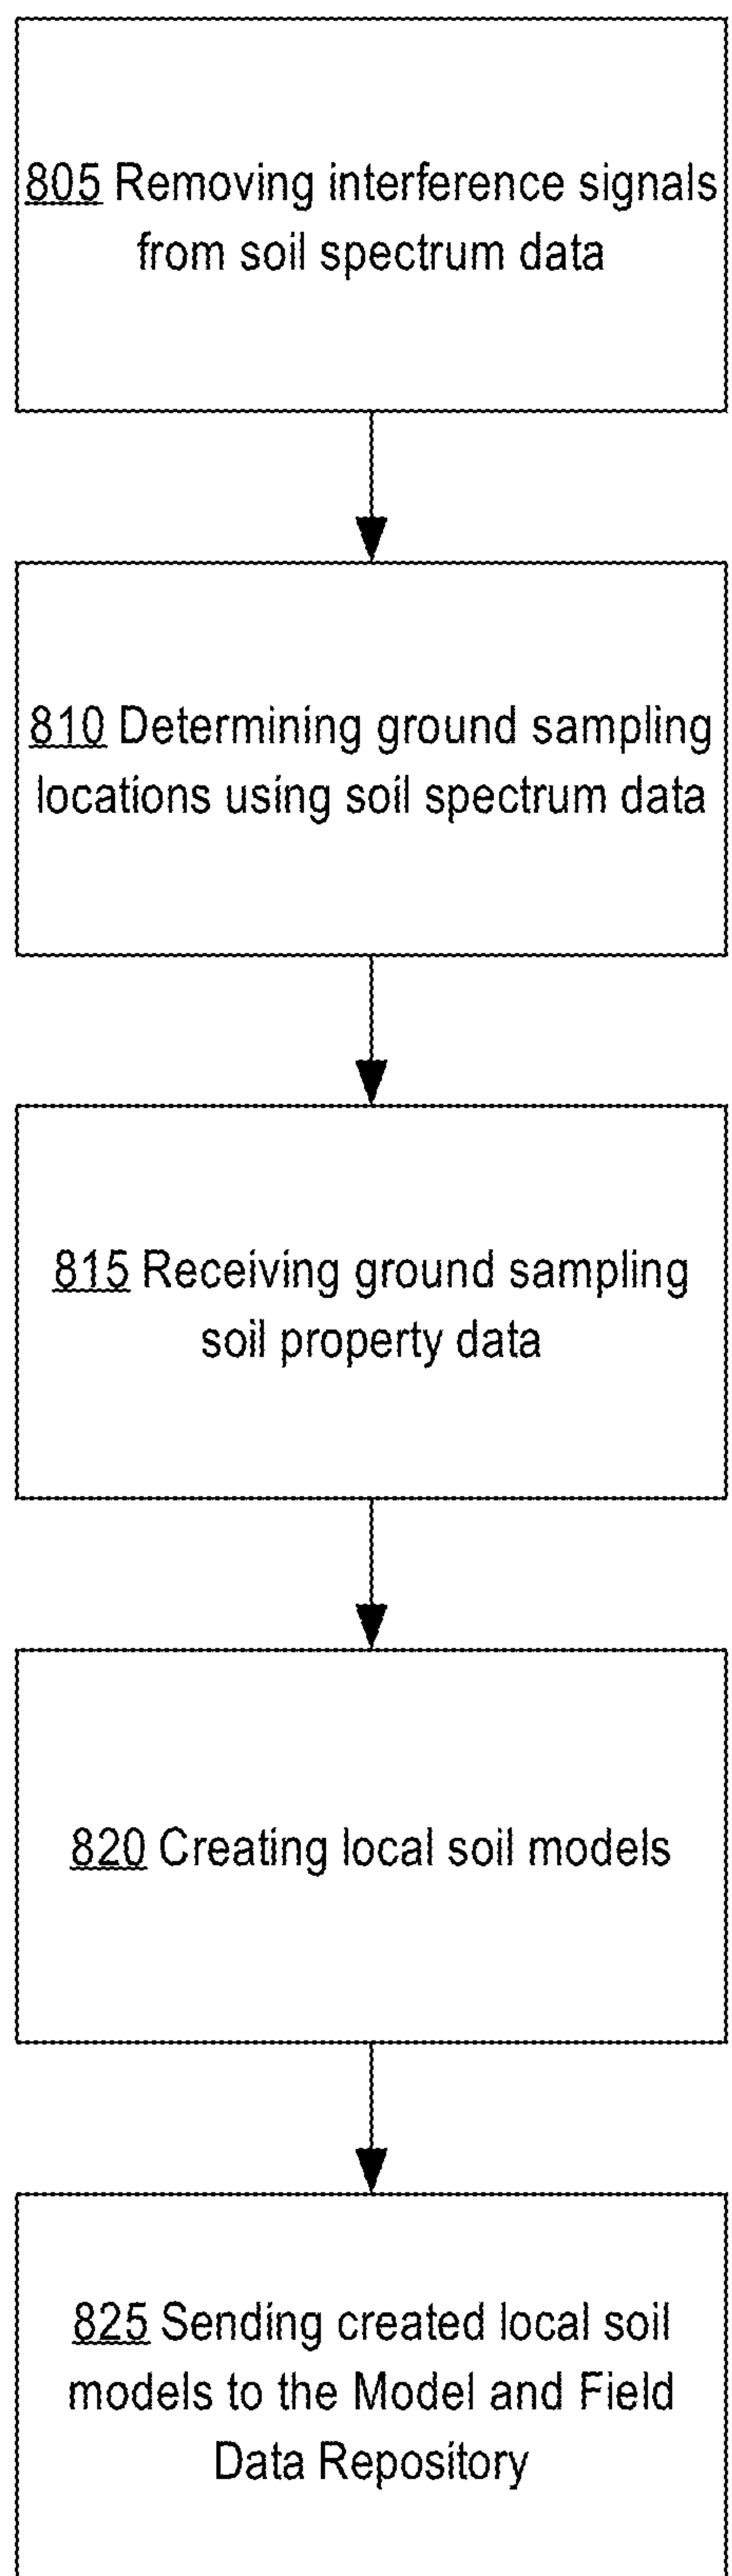 805 Removing interference signals
from soil spectrum data
810 Determining ground sampling
locations using soil spectrum data
815 Receiving ground sampling
soil property data
820 Creating local soil models
825 Sending created local soil
models to the Model and Field
Data Repository